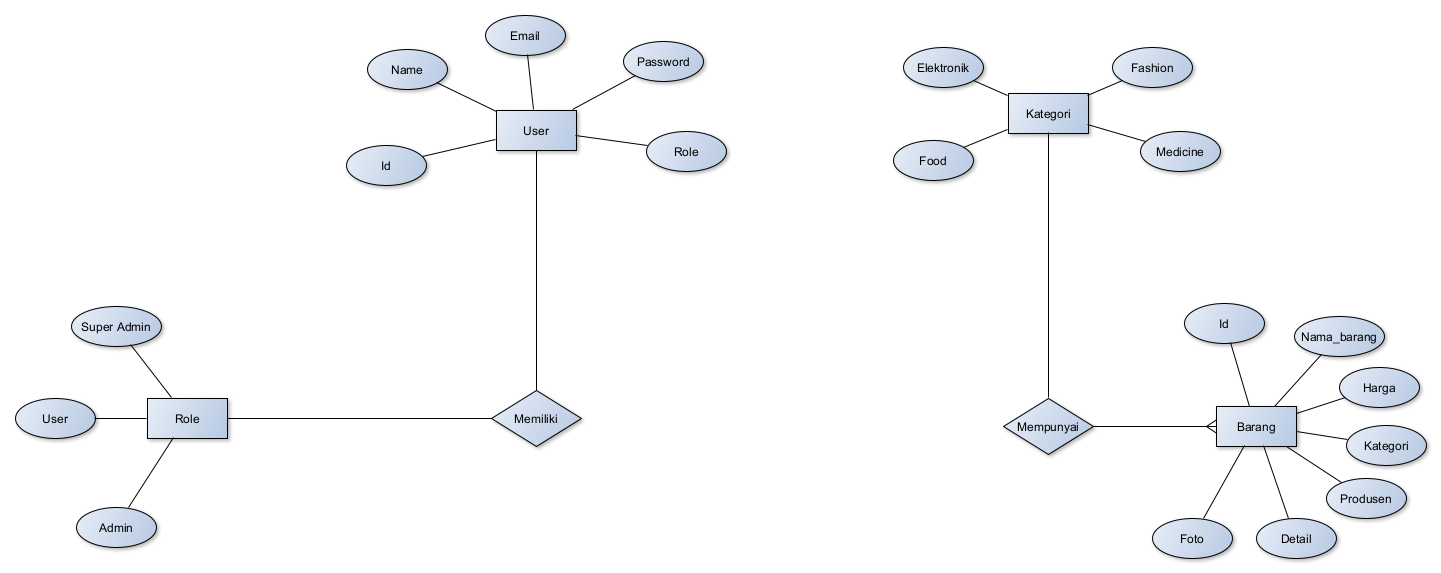 Email
Name
Password
User
Id
Role
Elektronik
Fashion
Kategori
Food
Medicine
Super Admin
User
Role
Memiliki
Admin
Id
Nama_barang
Harga
Mempunyai
Barang
Kategori
Produsen
Foto
Detail